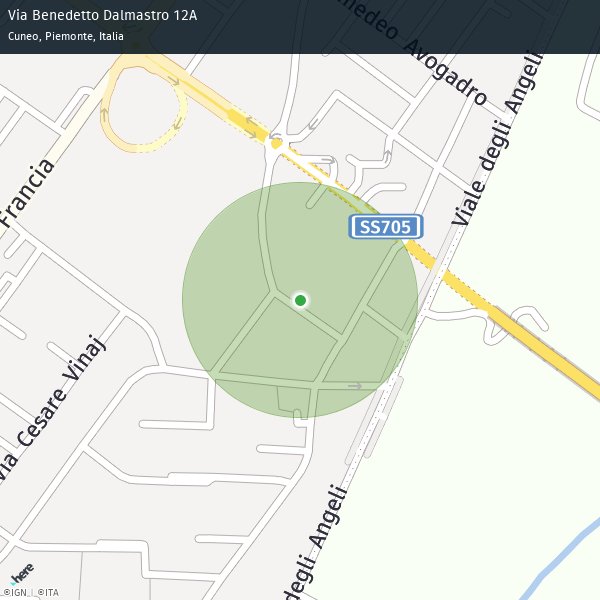 Via Benedetto Dalmastro 12A
Cuneo, Piemonte, Italia
medeo Avogadro
Viale degli Angeli
Francia
SS705
Via Cesare Vinaj
degli Angeli
here
©IGN | ©ITA